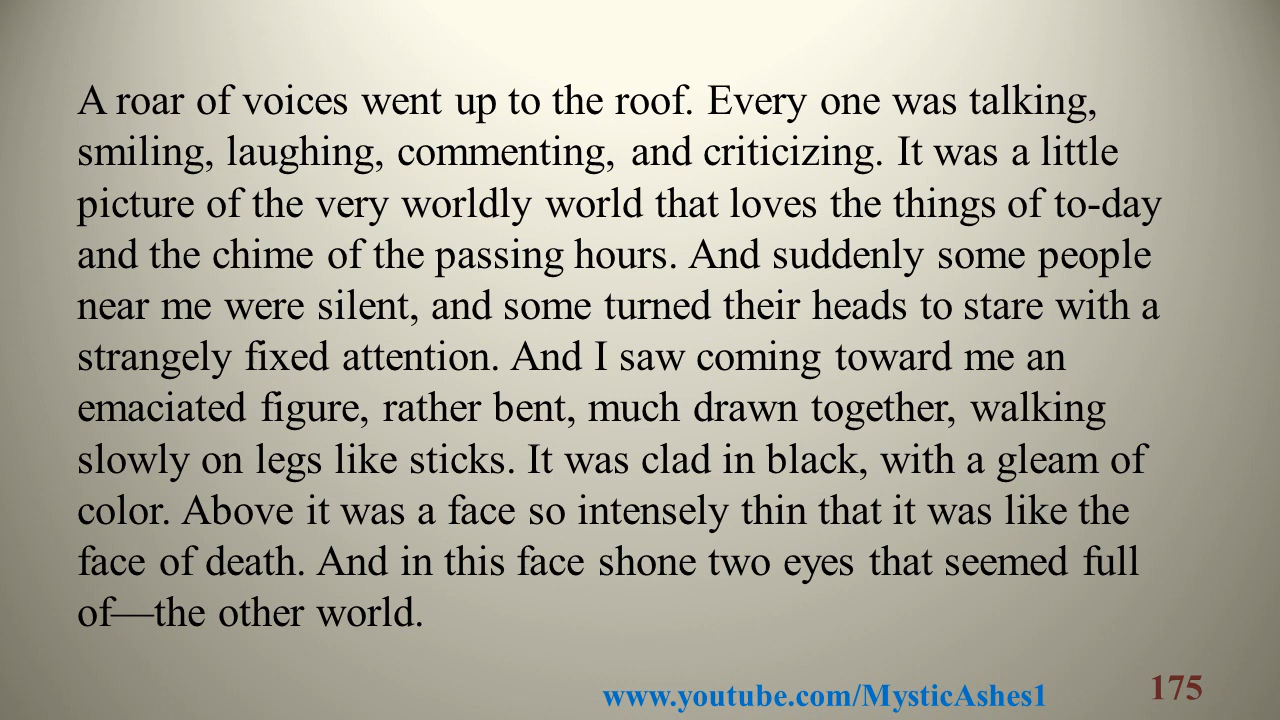 A roar of voices went up to the roof. Every one was talking,
smiling, laughing, commenting, and criticizing. It was a little
picture of the very worldly world that loves the things of to-day
and the chime of the passing hours. And suddenly some people
near me were silent, and some turned their heads to stare with a
strangely fixed attention. And I saw coming toward me an
emaciated figure, rather bent, much drawn together, walking
slowly on legs like sticks. It was clad in black, with a gleam of
color. Above it was a face so intensely thin that it was like the
face of death. And in this face shone two eyes that seemed full
of—the other world.
www.youtube.com/MysticAshes1
175